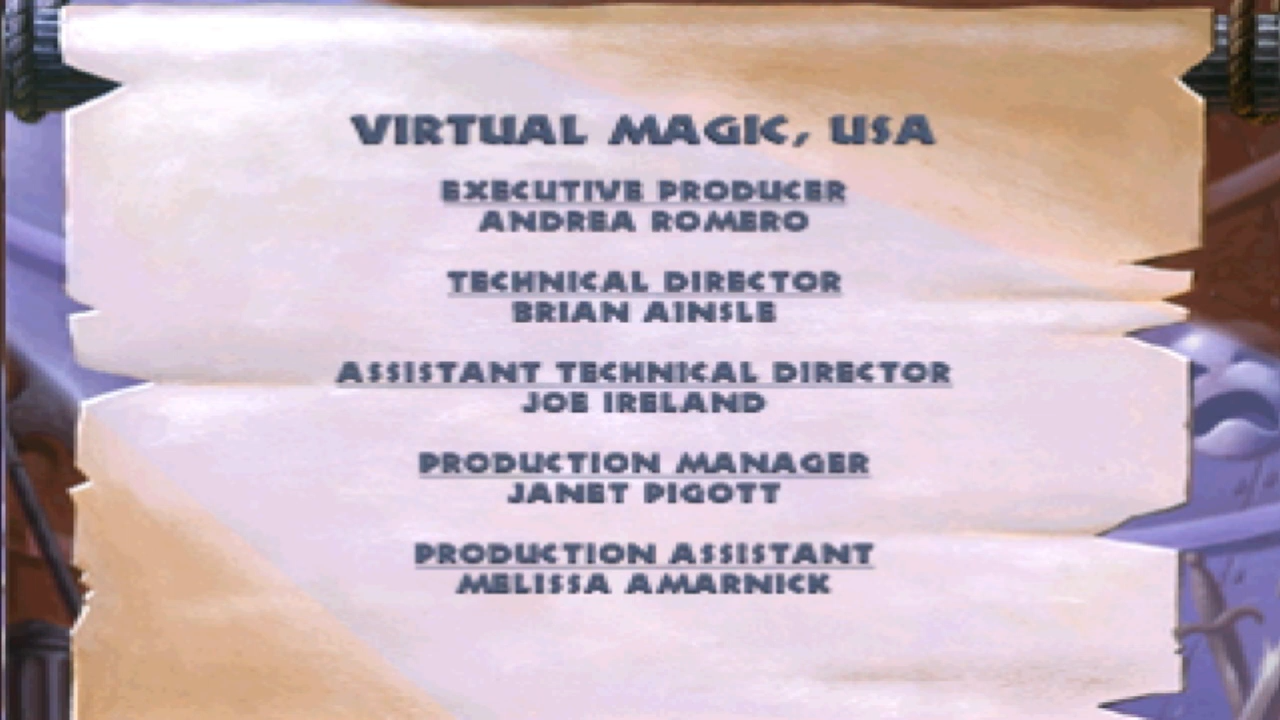 VIRTUAL MAGIC, USA
EXECUTIVE PRODUCER
ANDREA ROMERO
TECHNICAL DIRECTOR
BRIAN AINSLE
ASSISTANT TECHNICAL DIRECTOR
JOE IRELAND
PRODUCTION MANAGER
JANET PIGOTT
PRODUCTION ASSISTANT
MELISSA AMARNICK